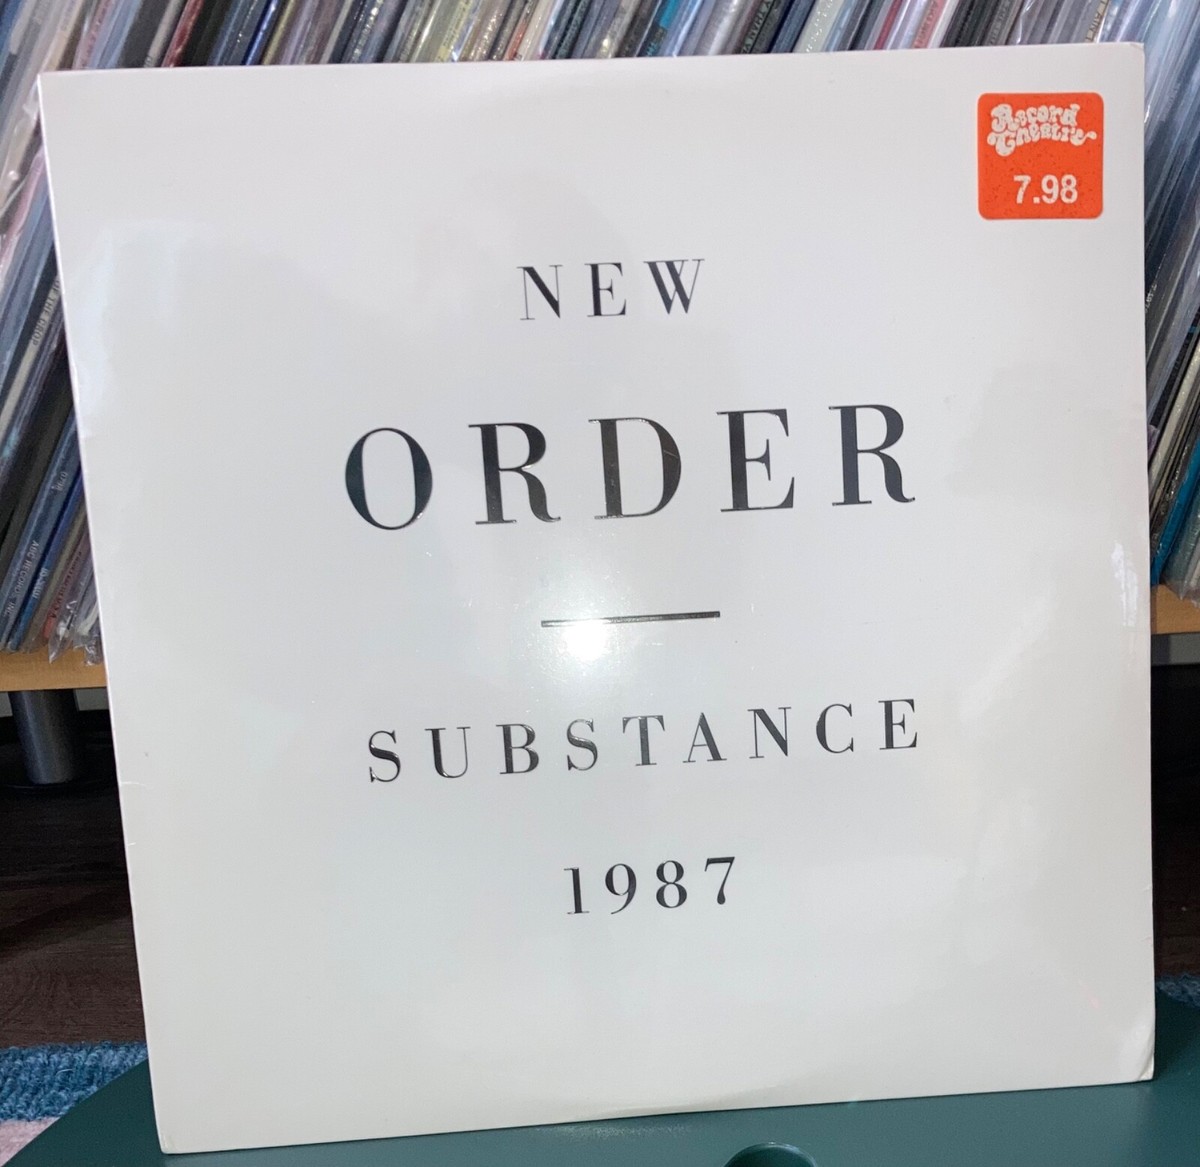 Record
Theatre
7.98
NEW
ORDER
SUBSTANCE
1987